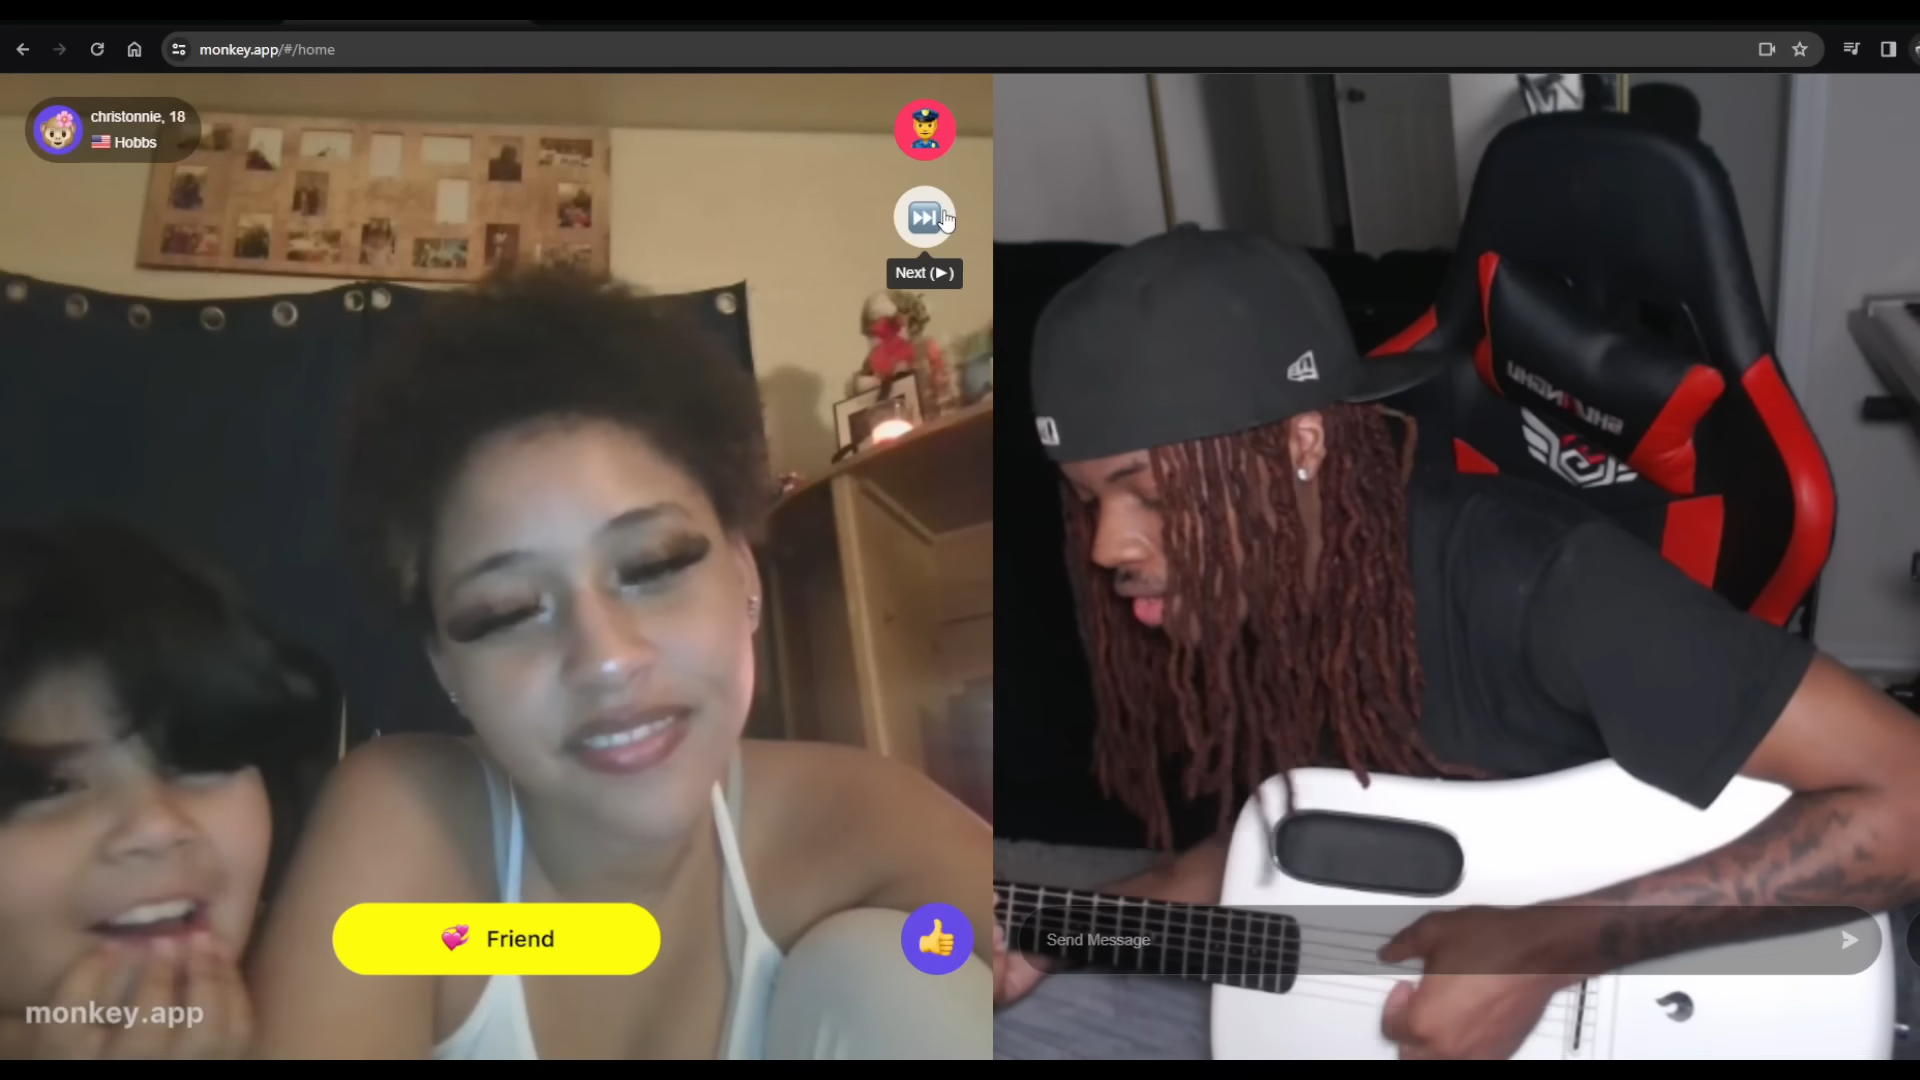 monkey.app/#/home
christonnie, 18
Hobbs
Next (▶)
Friend
Send Message
monkey.app